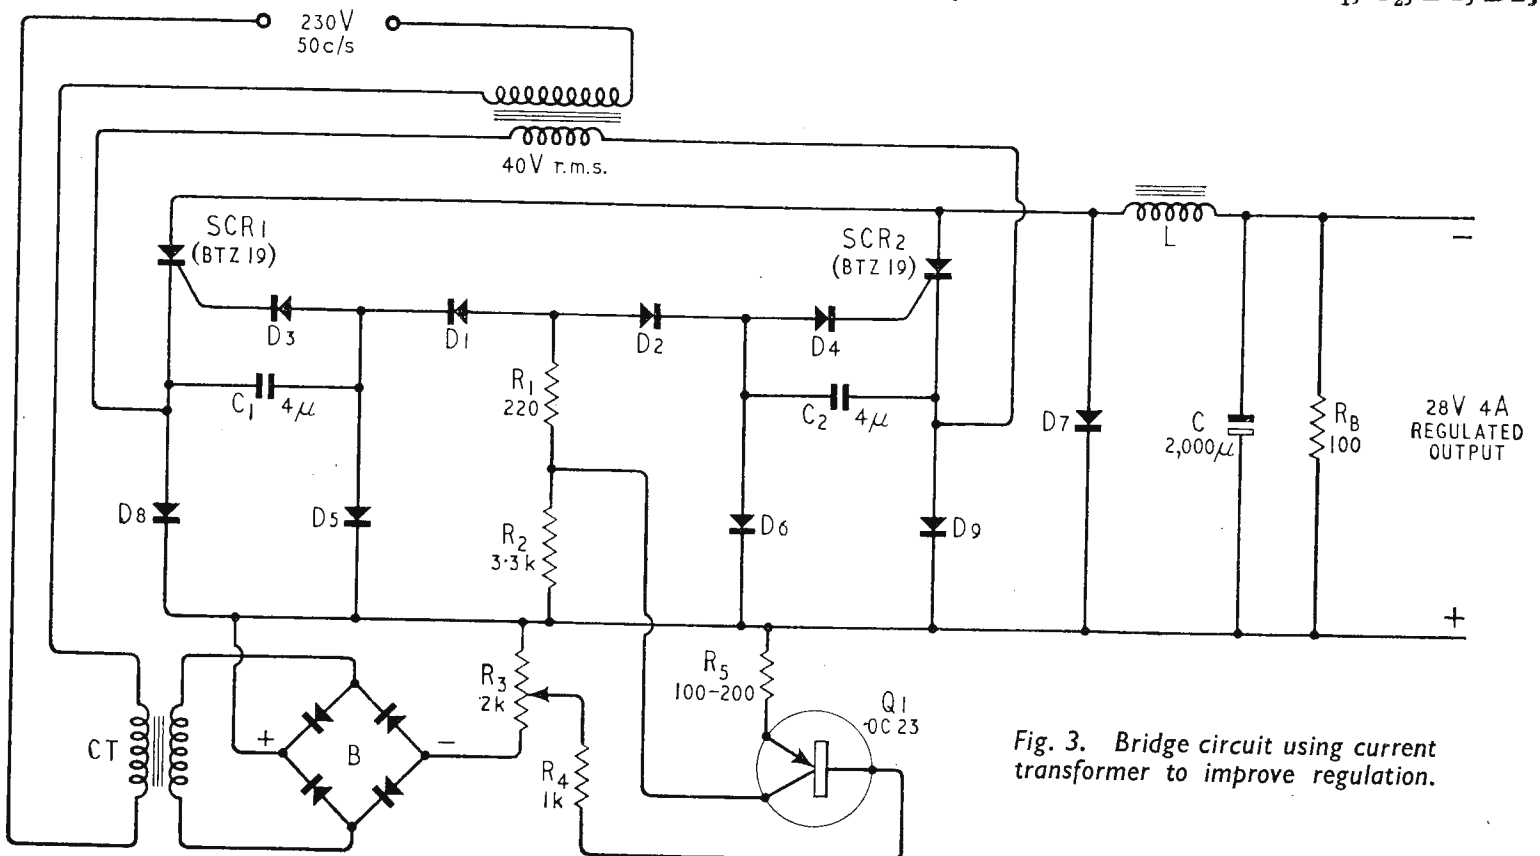 230V
50c/s
40V r.m.s.
SCR1
(BTZ 19)
SCR2
(BTZ 19)
L
−
D3
D1
D2
D4
R1
220
C1 4μ
C2 4μ
D7
C
2,000μ
RB
100
28V 4A
REGULATED
OUTPUT
D8
D5
R2
3·3k
D6
D9
+
R3
2k
R5
100-200
Q1
OC 23
CT
+
−
B
R4
1k
Fig. 3. Bridge circuit using current
transformer to improve regulation.